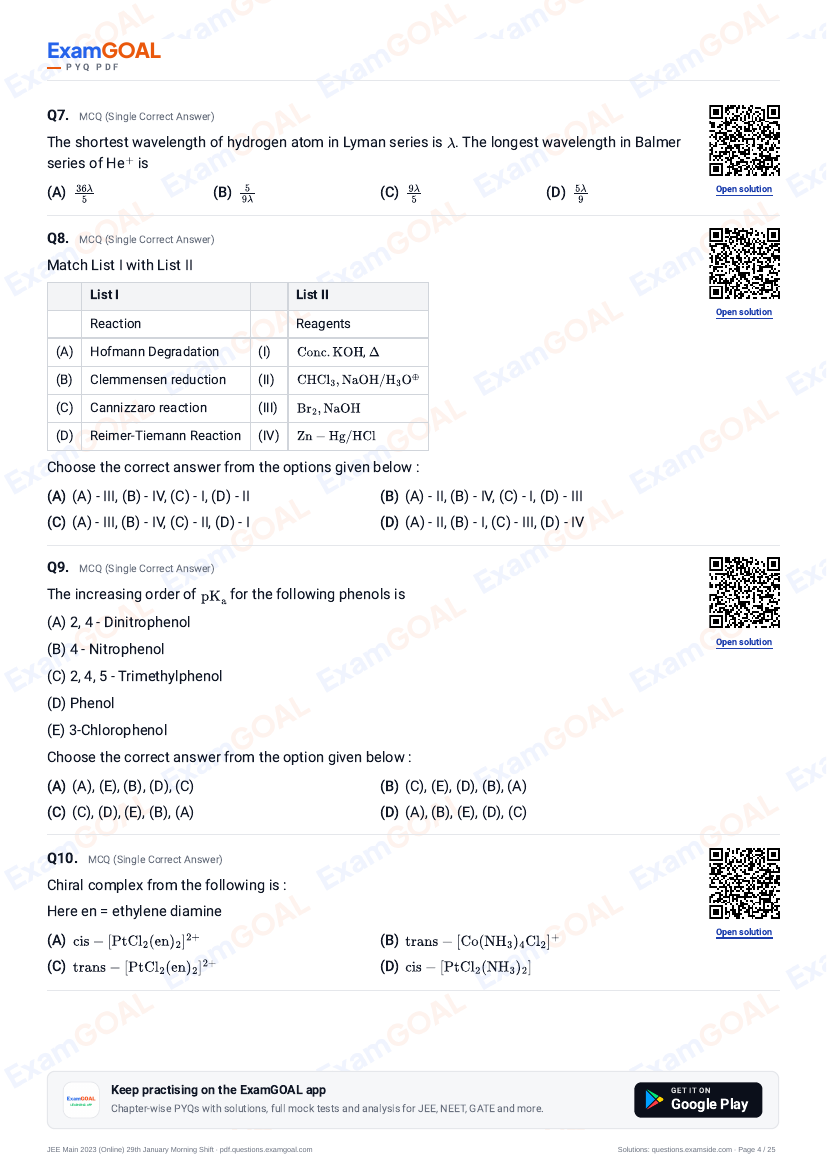 ExamGOAL
PYQ PDF
Q7. MCQ (Single Correct Answer)
The shortest wavelength of hydrogen atom in Lyman series is λ. The longest wavelength in Balmer
series of He⁺ is
(A) 36λ/5 (B) 5/9λ (C) 9λ/5 (D) 5λ/9
Open solution
Q8. MCQ (Single Correct Answer)
Match List I with List II
List I List II
Reaction Reagents
(A) Hofmann Degradation (I) Conc. KOH, Δ
(B) Clemmensen reduction (II) CHCl₃, NaOH/H₃O⊕
(C) Cannizzaro reaction (III) Br₂, NaOH
(D) Reimer-Tiemann Reaction (IV) Zn − Hg/HCl
Open solution
Choose the correct answer from the options given below :
(A) (A) - III, (B) - IV, (C) - I, (D) - II (B) (A) - II, (B) - IV, (C) - I, (D) - III
(C) (A) - III, (B) - IV, (C) - II, (D) - I (D) (A) - II, (B) - I, (C) - III, (D) - IV
Q9. MCQ (Single Correct Answer)
The increasing order of pKₐ for the following phenols is
(A) 2, 4 - Dinitrophenol
(B) 4 - Nitrophenol
(C) 2, 4, 5 - Trimethylphenol
(D) Phenol
(E) 3-Chlorophenol
Open solution
Choose the correct answer from the option given below :
(A) (A), (E), (B), (D), (C) (B) (C), (E), (D), (B), (A)
(C) (C), (D), (E), (B), (A) (D) (A), (B), (E), (D), (C)
Q10. MCQ (Single Correct Answer)
Chiral complex from the following is :
Here en = ethylene diamine
(A) cis − [PtCl₂(en)₂]²⁺ (B) trans − [Co(NH₃)₄Cl₂]⁺
(C) trans − [PtCl₂(en)₂]²⁺ (D) cis − [PtCl₂(NH₃)₂]
Open solution
Keep practising on the ExamGOAL app
Chapter-wise PYQs with solutions, full mock tests and analysis for JEE, NEET, GATE and more.
GET IT ON
Google Play
JEE Main 2023 (Online) 29th January Morning Shift · pdf.questions.examgoal.com Solutions: questions.examside.com · Page 4 / 25